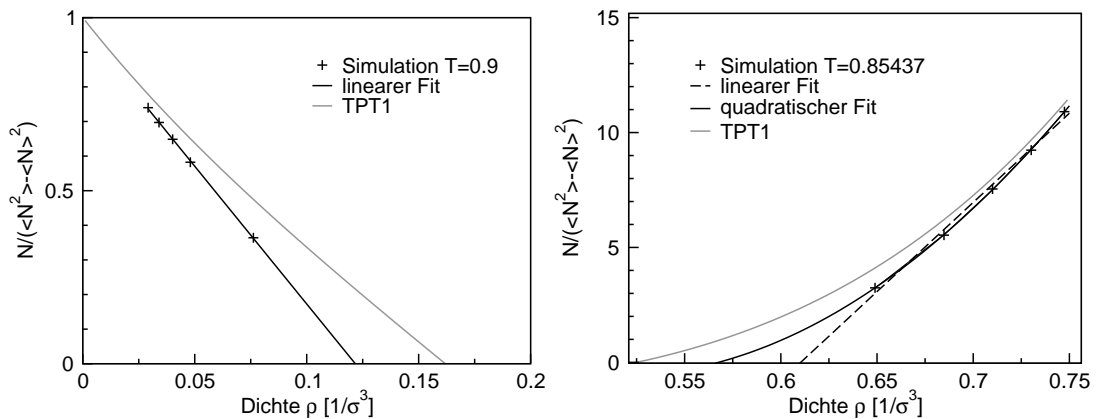 1
0.5
0
0
0.05
0.1
0.15
0.2
N/(<N²>-<N>²)
Dichte ρ [1/σ³]
Simulation T=0.9
linearer Fit
TPT1
15
10
5
0
0.55
0.6
0.65
0.7
0.75
N/(<N²>-<N>²)
Dichte ρ [1/σ³]
Simulation T=0.85437
linearer Fit
quadratischer Fit
TPT1